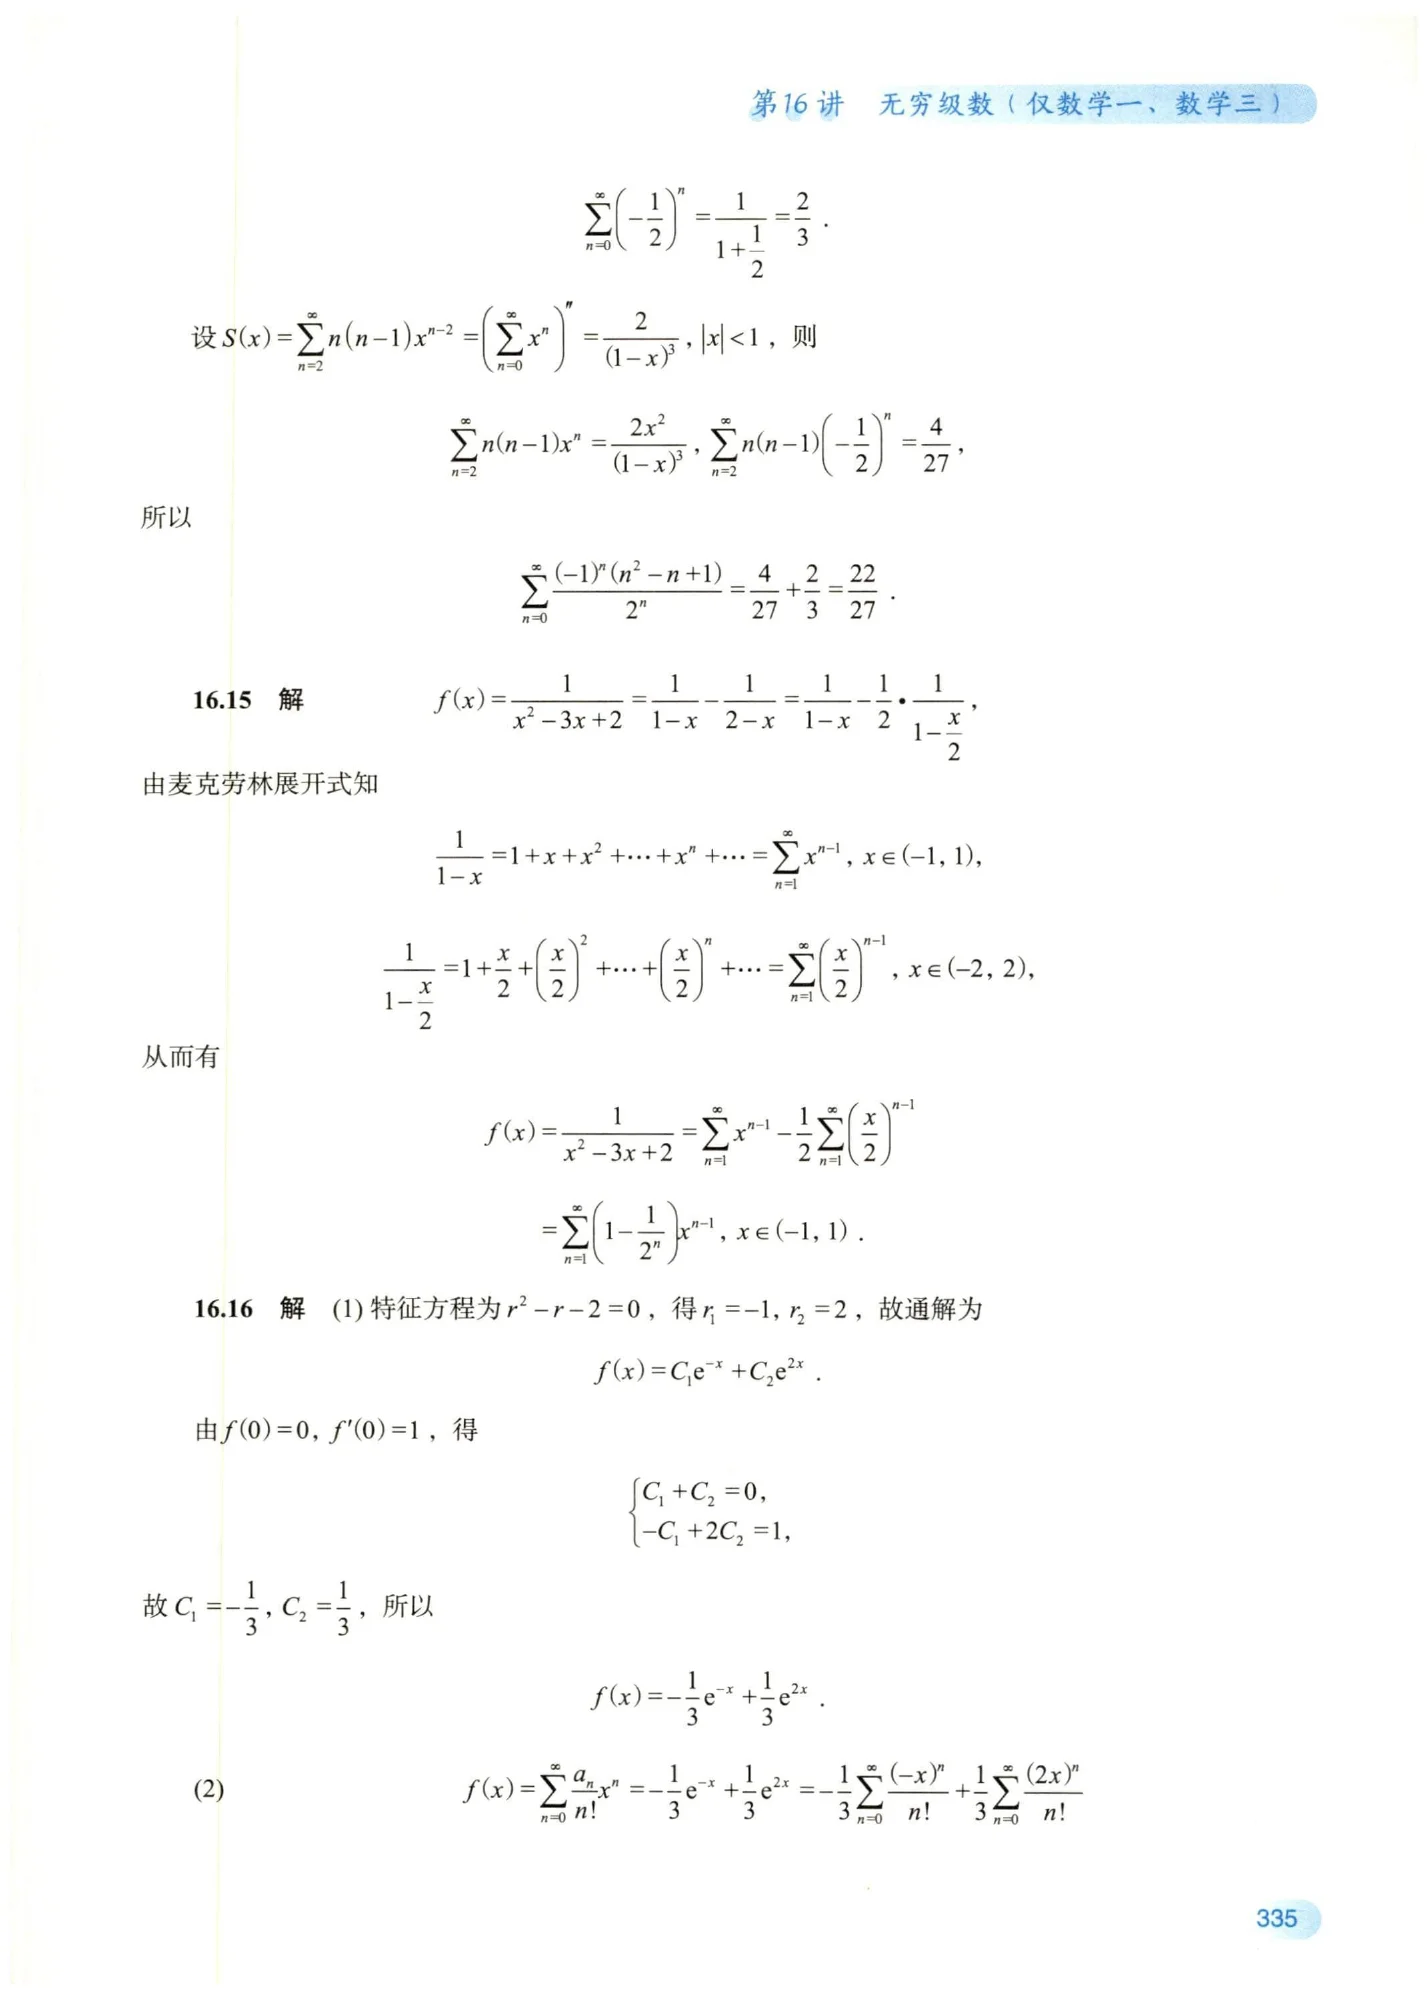 第16讲 无穷级数（仅数学一、数学三）
$\sum_{n=0}^{\infty}\left(-\frac{1}{2}\right)^n=\frac{1}{1+\frac{1}{2}}=\frac{2}{3}.$
设 $S(x)=\sum_{n=2}^{\infty}n(n-1)x^{n-2}=\left(\sum_{n=0}^{\infty}x^n\right)''=\frac{2}{(1-x)^3},|x|<1$，则
$\sum_{n=2}^{\infty}n(n-1)x^n=\frac{2x^2}{(1-x)^3},\sum_{n=2}^{\infty}n(n-1)\left(-\frac{1}{2}\right)^n=\frac{4}{27},$
所以
$\sum_{n=0}^{\infty}\frac{(-1)^n(n^2-n+1)}{2^n}=\frac{4}{27}+\frac{2}{3}=\frac{22}{27}.$
16.15 解 $f(x)=\frac{1}{x^2-3x+2}=\frac{1}{1-x}-\frac{1}{2-x}=\frac{1}{1-x}-\frac{1}{2}\cdot\frac{1}{1-\frac{x}{2}},$
由麦克劳林展开式知
$\frac{1}{1-x}=1+x+x^2+\cdots+x^n+\cdots=\sum_{n=1}^{\infty}x^{n-1},x\in(-1,1),$
$\frac{1}{1-\frac{x}{2}}=1+\frac{x}{2}+\left(\frac{x}{2}\right)^2+\cdots+\left(\frac{x}{2}\right)^n+\cdots=\sum_{n=1}^{\infty}\left(\frac{x}{2}\right)^{n-1},x\in(-2,2),$
从而有
$f(x)=\frac{1}{x^2-3x+2}=\sum_{n=1}^{\infty}x^{n-1}-\frac{1}{2}\sum_{n=1}^{\infty}\left(\frac{x}{2}\right)^{n-1}$
$=\sum_{n=1}^{\infty}\left(1-\frac{1}{2^n}\right)x^{n-1},x\in(-1,1).$
16.16 解 (1) 特征方程为 $r^2-r-2=0$，得 $r_1=-1,r_2=2$，故通解为
$f(x)=C_1\mathrm{e}^{-x}+C_2\mathrm{e}^{2x}.$
由 $f(0)=0,f'(0)=1$，得
$\begin{cases}C_1+C_2=0,\\-C_1+2C_2=1,\end{cases}$
故 $C_1=-\frac{1}{3},C_2=\frac{1}{3}$，所以
$f(x)=-\frac{1}{3}\mathrm{e}^{-x}+\frac{1}{3}\mathrm{e}^{2x}.$
(2) $f(x)=\sum_{n=0}^{\infty}\frac{a_n}{n!}x^n=-\frac{1}{3}\mathrm{e}^{-x}+\frac{1}{3}\mathrm{e}^{2x}=-\frac{1}{3}\sum_{n=0}^{\infty}\frac{(-x)^n}{n!}+\frac{1}{3}\sum_{n=0}^{\infty}\frac{(2x)^n}{n!}$
335